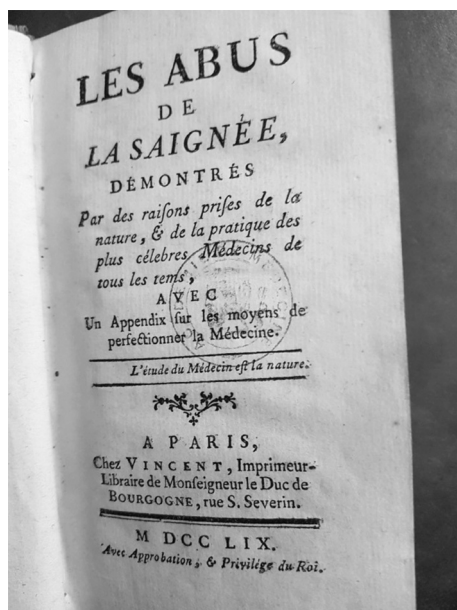 LES ABUS
DE
LA SAIGNÉE,
DÉMONTRÉS
Par des raiſons priſes de la
nature, & de la pratique des
plus célebres Médecins de
tous les tems,
AVEC
Un Appendix ſur les moyens de
perfectionner la Médecine.
L'étude du Médecin eſt la nature.
A PARIS,
Chez VINCENT, Imprimeur-
Libraire de Monſeigneur le Duc de
BOURGOGNE, rue S. Severin.
M DCC LIX.
Avec Approbation, & Privilége du Roi.